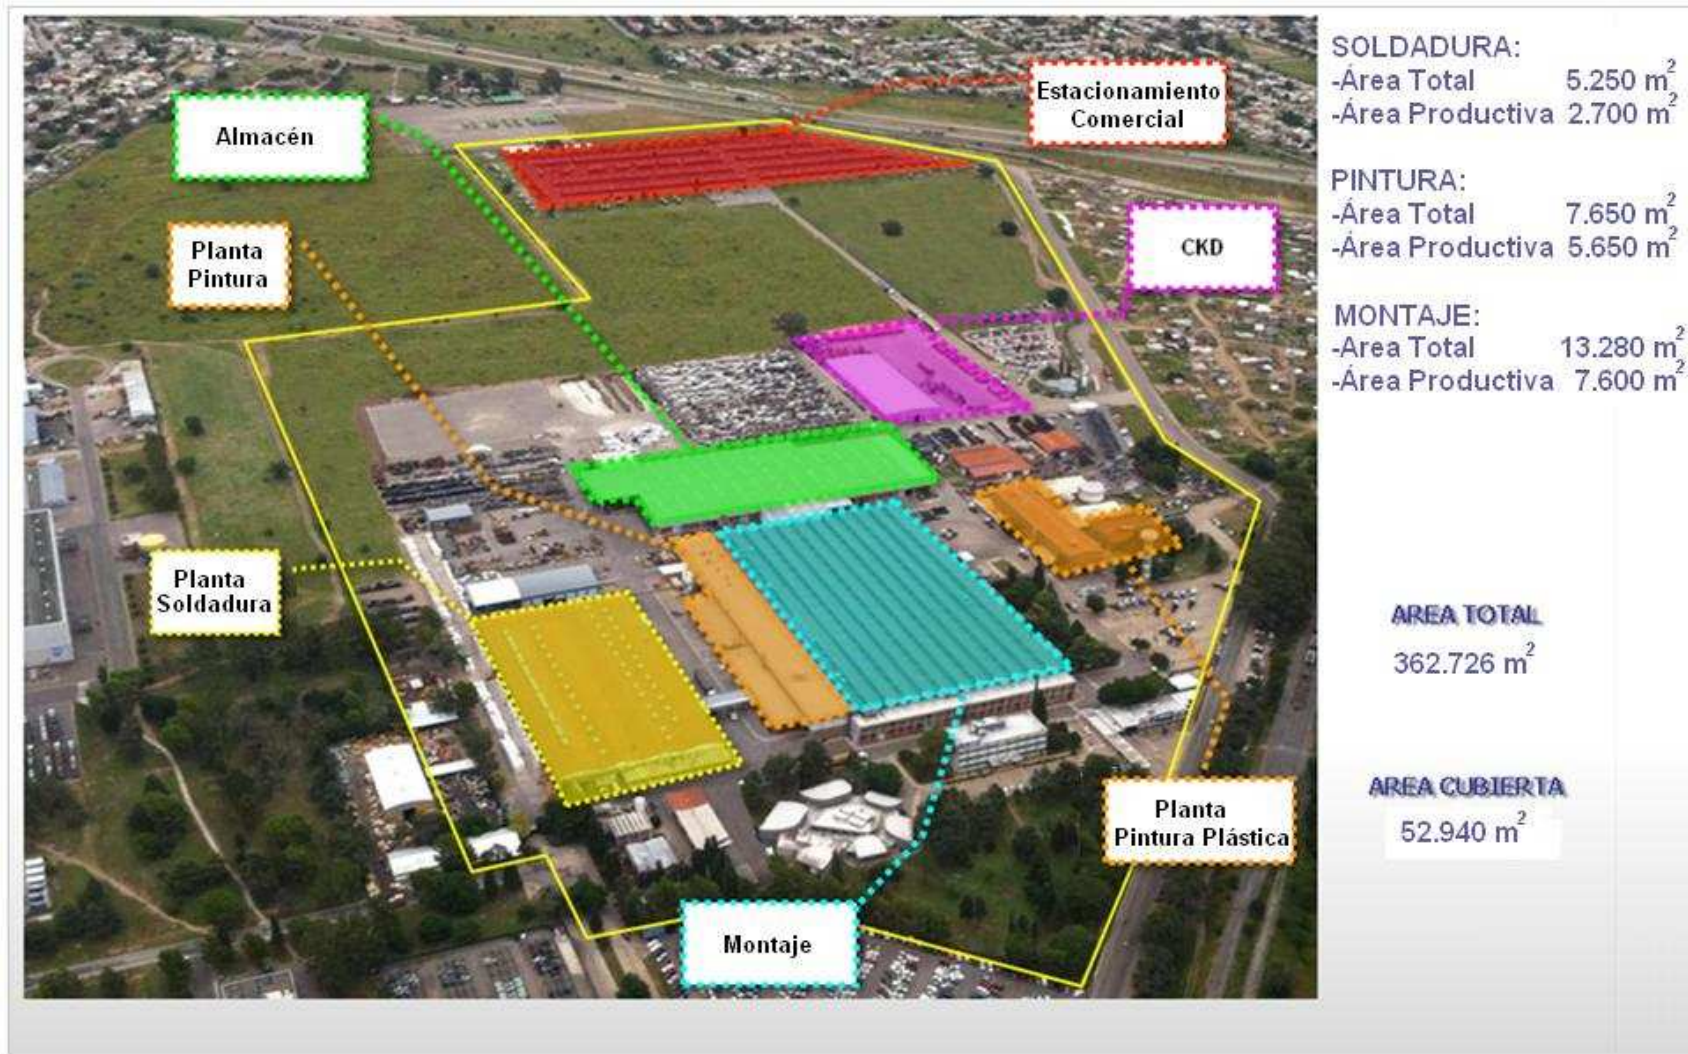 Almacén
Estacionamiento
Comercial
Planta
Pintura
CKD
Planta
Soldadura
Planta
Pintura Plástica
Montaje
SOLDADURA:
-Área Total 5.250 m²
-Área Productiva 2.700 m²
PINTURA:
-Área Total 7.650 m²
-Área Productiva 5.650 m²
MONTAJE:
-Area Total 13.280 m²
-Área Productiva 7.600 m²
AREA TOTAL
362.726 m²
AREA CUBIERTA
52.940 m²